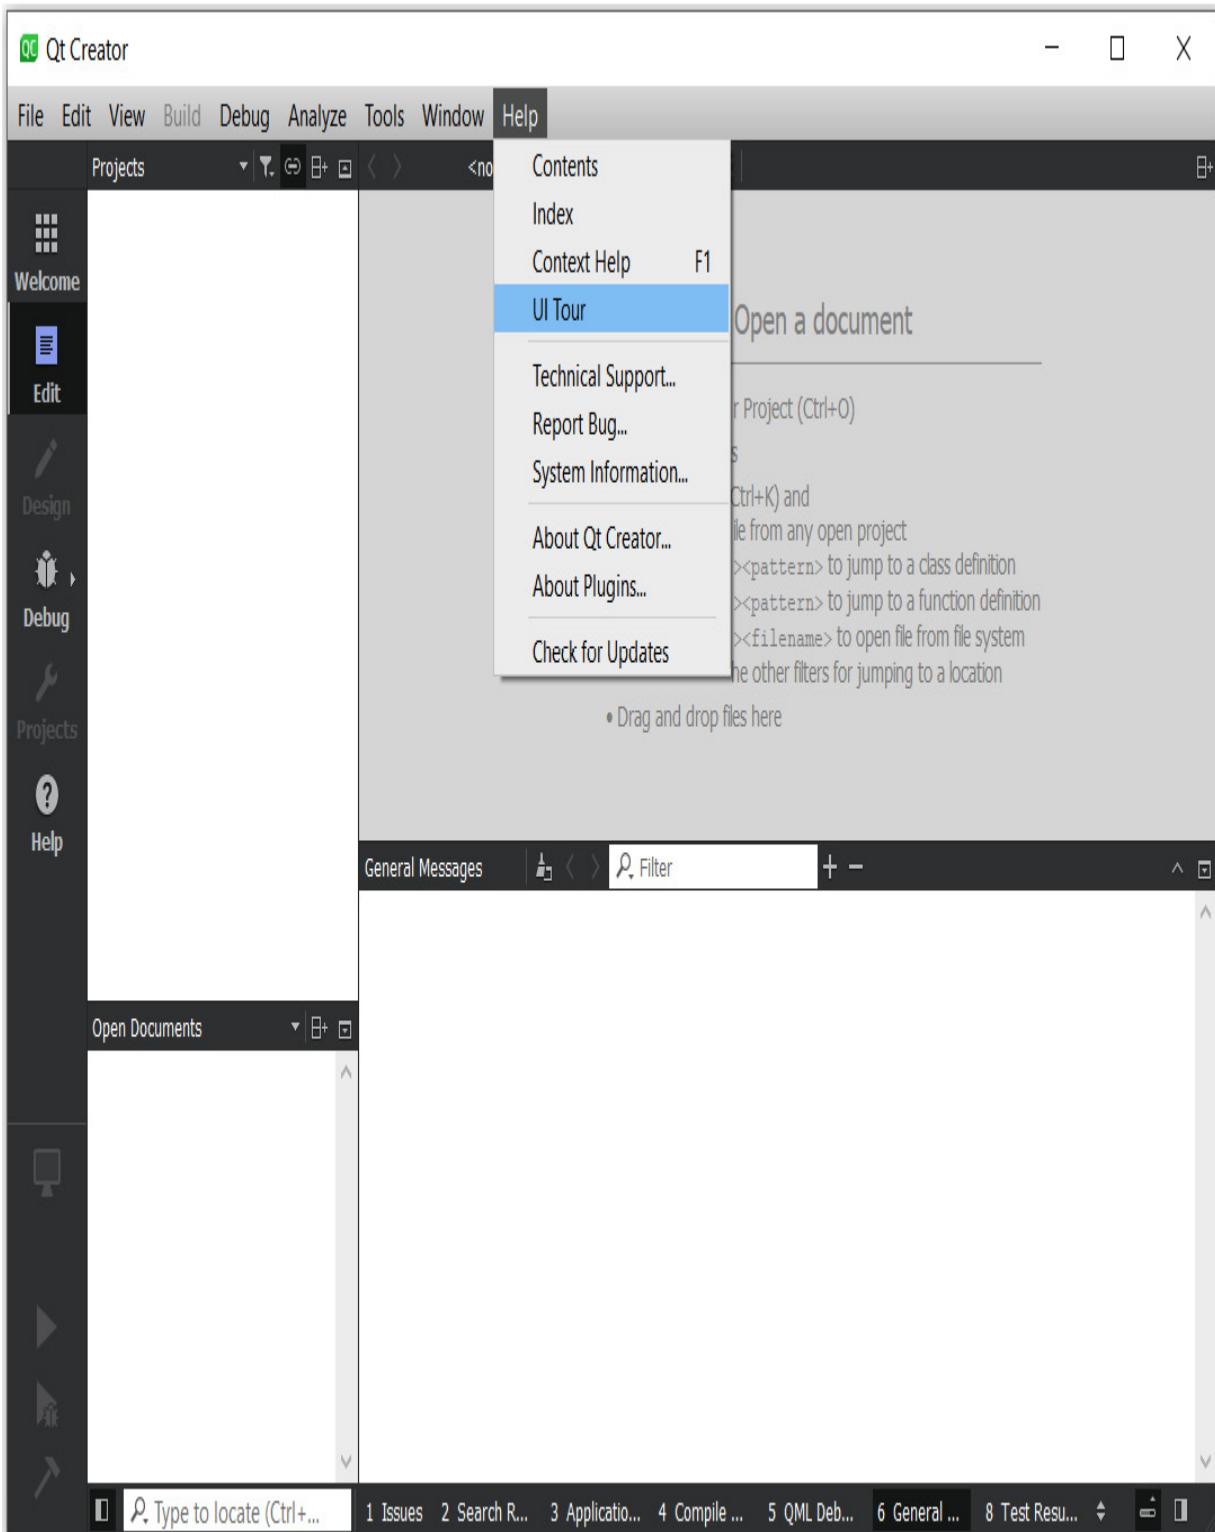 QC Qt Creator
File Edit View Build Debug Analyze Tools Window Help
Projects
<no
Contents
Index
Context Help F1
UI Tour
Technical Support...
Report Bug...
System Information...
About Qt Creator...
About Plugins...
Check for Updates
Welcome
Edit
Design
Debug
Projects
Help
Open a document
r Project (Ctrl+O)
s
Ctrl+K) and
ile from any open project
><pattern> to jump to a class definition
><pattern> to jump to a function definition
><filename> to open file from file system
he other filters for jumping to a location
• Drag and drop files here
General Messages Filter
Open Documents
Type to locate (Ctrl+... 1 Issues 2 Search R... 3 Applicatio... 4 Compile ... 5 QML Deb... 6 General ... 8 Test Resu...